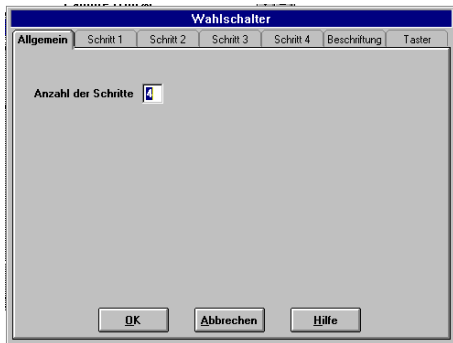 Wahlschalter
Allgemein Schritt 1 Schritt 2 Schritt 3 Schritt 4 Beschriftung Taster
Anzahl der Schritte 4
OK Abbrechen Hilfe